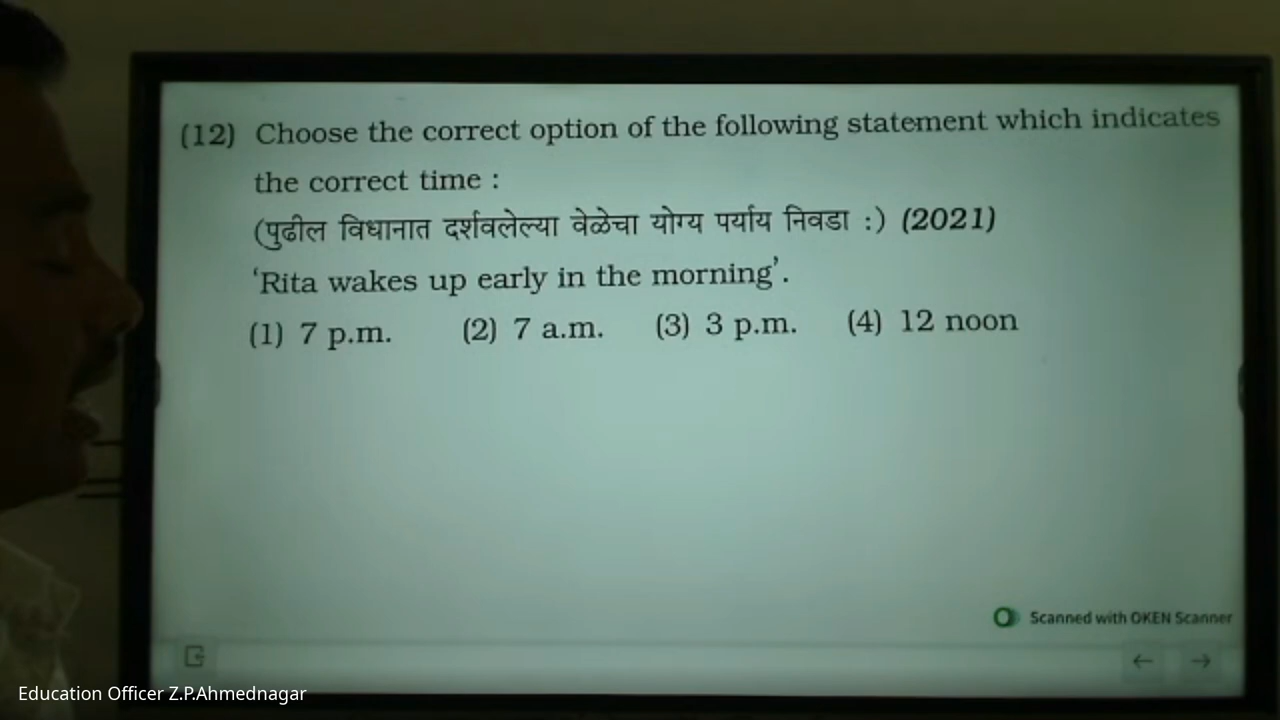 (12) Choose the correct option of the following statement which indicates
the correct time :
(पुढील विधानात दर्शवलेल्या वेळेचा योग्य पर्याय निवडा :) (2021)
‘Rita wakes up early in the morning’.
(1) 7 p.m. (2) 7 a.m. (3) 3 p.m. (4) 12 noon
Scanned with OKEN Scanner
Education Officer Z.P.Ahmednagar